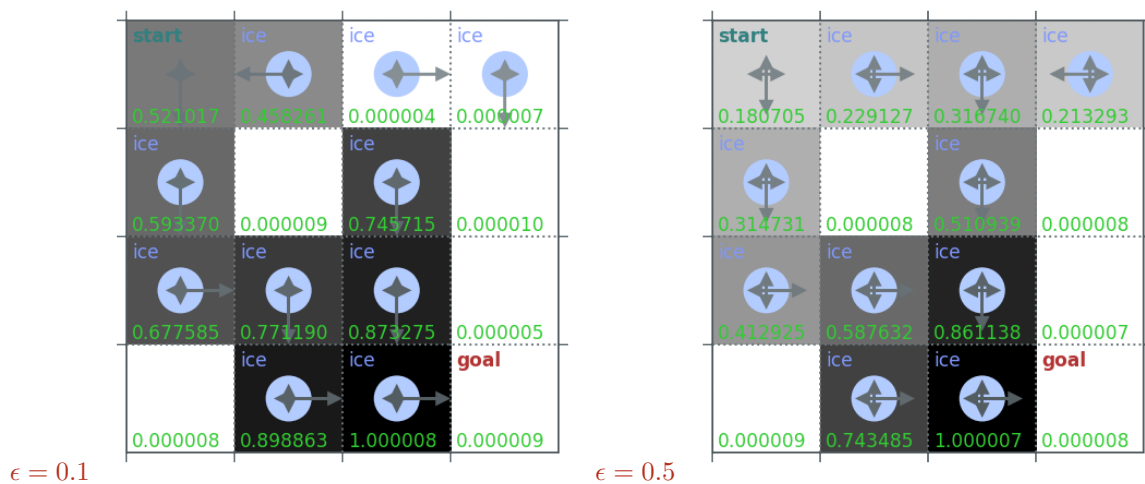 start ice ice ice
0.521017 0.458261 0.000004 0.000007
ice ice
0.593370 0.000009 0.745715 0.000010
ice ice ice
0.677585 0.771190 0.873275 0.000005
ice ice goal
0.000008 0.898863 1.000008 0.000009
ϵ = 0.1
start ice ice ice
0.180705 0.229127 0.316740 0.213293
ice ice
0.314731 0.000008 0.510939 0.000008
ice ice ice
0.412925 0.587632 0.861138 0.000007
ice ice goal
0.000009 0.743485 1.000007 0.000008
ϵ = 0.5